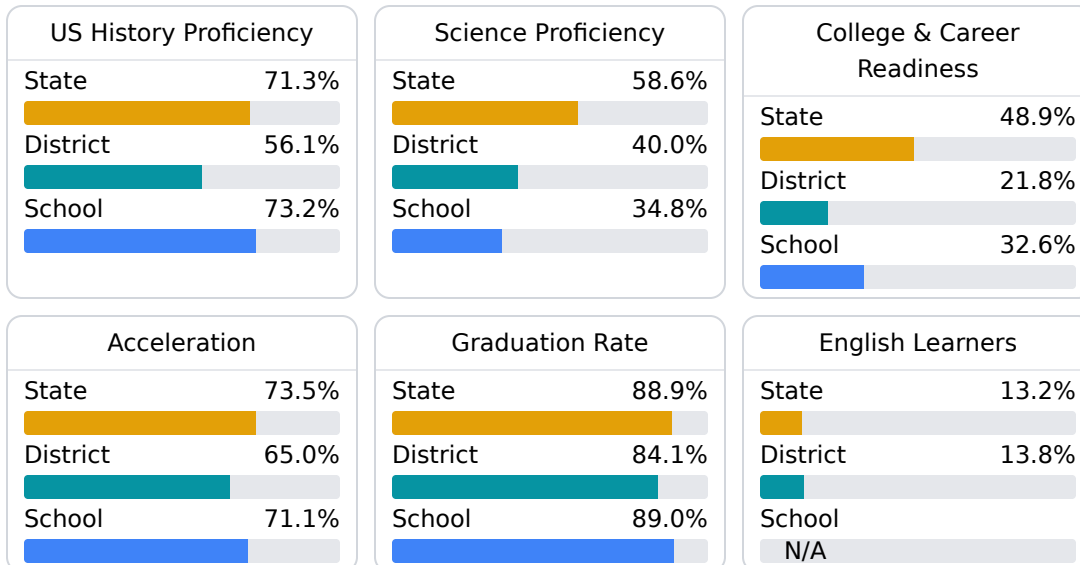 US History Proficiency
State 71.3%
District 56.1%
School 73.2%
Science Proficiency
State 58.6%
District 40.0%
School 34.8%
College & Career
Readiness
State 48.9%
District 21.8%
School 32.6%
Acceleration
State 73.5%
District 65.0%
School 71.1%
Graduation Rate
State 88.9%
District 84.1%
School 89.0%
English Learners
State 13.2%
District 13.8%
School
N/A